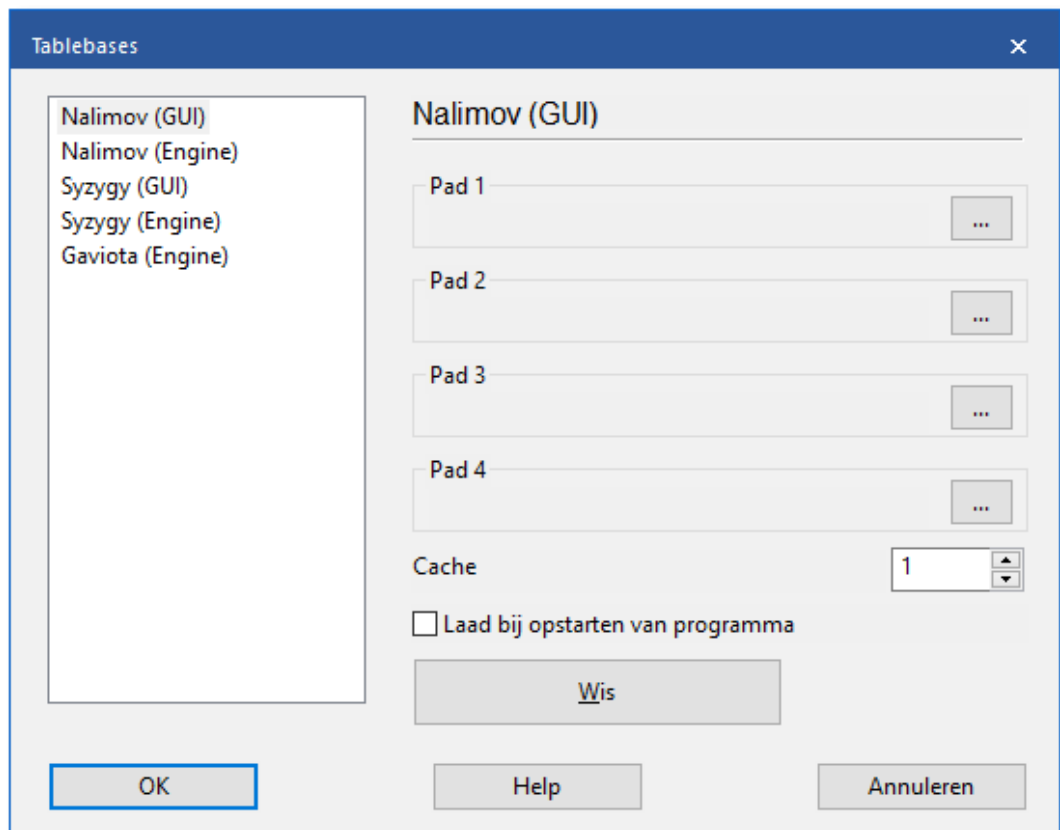 Tablebases
Nalimov (GUI)
Nalimov (Engine)
Syzygy (GUI)
Syzygy (Engine)
Gaviota (Engine)
Nalimov (GUI)
Pad 1
...
Pad 2
...
Pad 3
...
Pad 4
...
Cache
1
Laad bij opstarten van programma
Wis
OK
Help
Annuleren